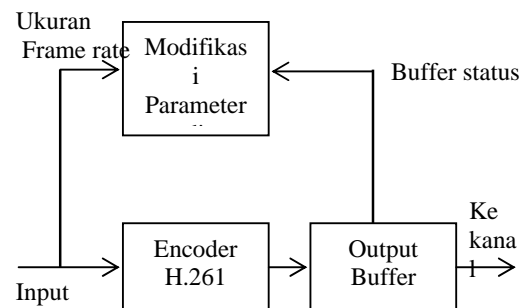 Ukuran
Frame rate
Modifikas
i
Parameter
Buffer status
Encoder
H.261
Output
Buffer
Ke
kana
l
Input